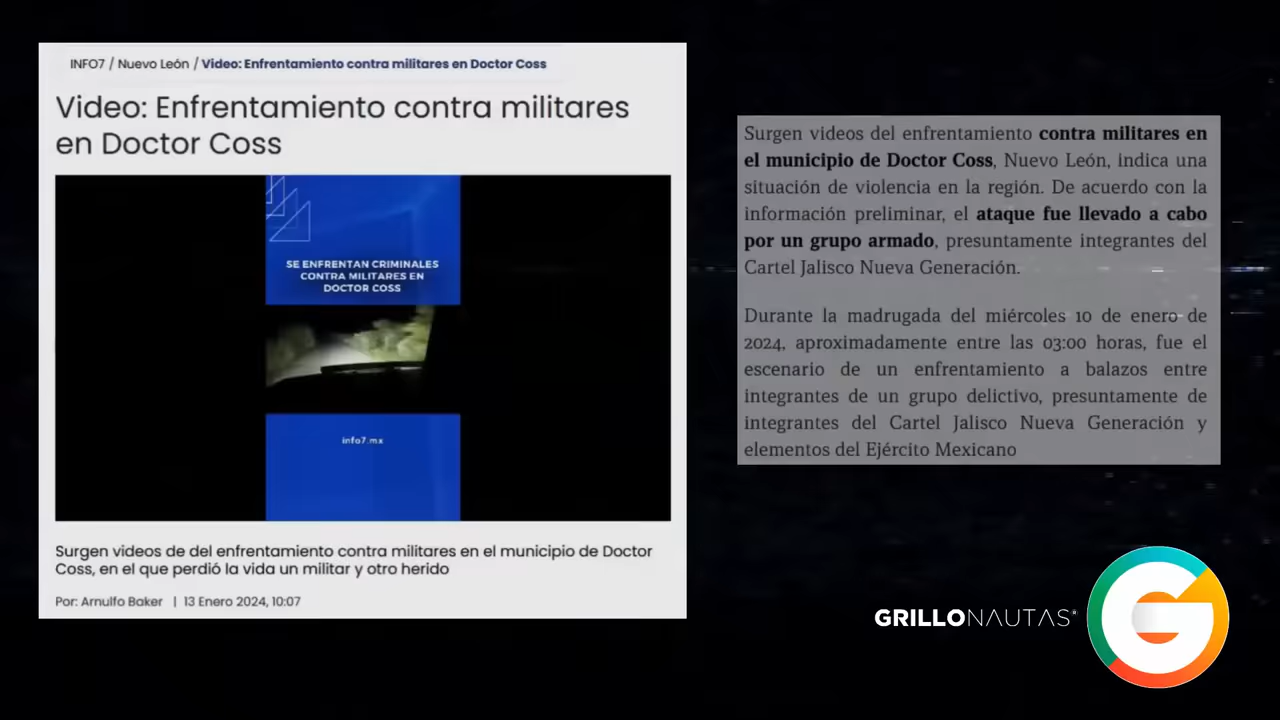 INFO7 / Nuevo León / Video: Enfrentamiento contra militares en Doctor Coss
Video: Enfrentamiento contra militares
en Doctor Coss
SE ENFRENTAN CRIMINALES
CONTRA MILITARES EN
DOCTOR COSS
info7.mx
Surgen videos de del enfrentamiento contra militares en el municipio de Doctor
Coss, en el que perdió la vida un militar y otro herido
Por: Arnulfo Baker | 13 Enero 2024, 10:07
Surgen videos del enfrentamiento contra militares en
el municipio de Doctor Coss, Nuevo León, indica una
situación de violencia en la región. De acuerdo con la
información preliminar, el ataque fue llevado a cabo
por un grupo armado, presuntamente integrantes del
Cartel Jalisco Nueva Generación.
Durante la madrugada del miércoles 10 de enero de
2024, aproximadamente entre las 03:00 horas, fue el
escenario de un enfrentamiento a balazos entre
integrantes de un grupo delictivo, presuntamente de
integrantes del Cartel Jalisco Nueva Generación y
elementos del Ejército Mexicano
GRILLONAUTAS®
G